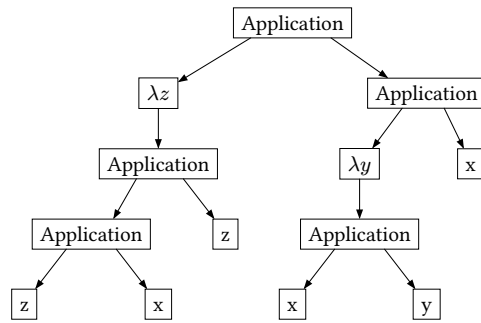 Application
λz Application
Application λy x
Application z Application
z x x y